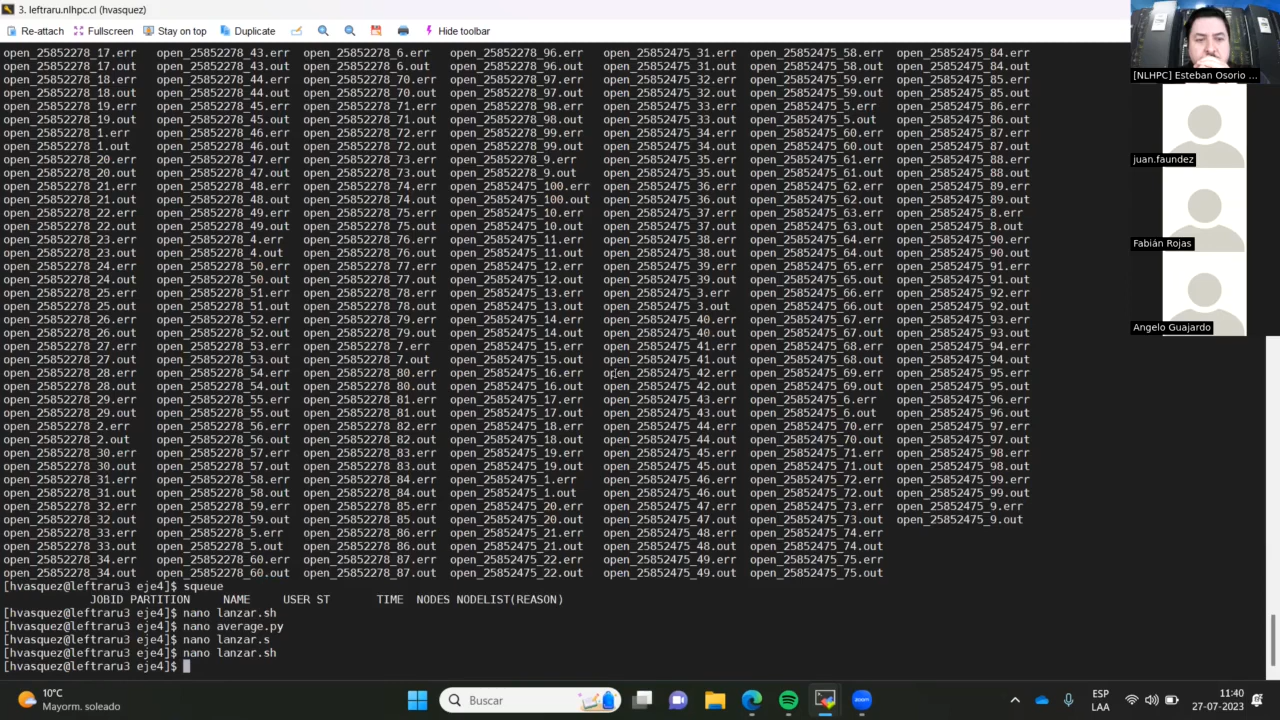 3. leftraru.nlhpc.cl (hvasquez)
Re-attach Fullscreen Stay on top Duplicate Hide toolbar
open_25852278_17.err open_25852278_43.err open_25852278_6.err open_25852278_96.err open_25852475_31.err open_25852475_58.err open_25852475_84.err
open_25852278_17.out open_25852278_43.out open_25852278_6.out open_25852278_96.out open_25852475_31.out open_25852475_58.out open_25852475_84.out
open_25852278_18.err open_25852278_44.err open_25852278_70.err open_25852278_97.err open_25852475_32.err open_25852475_59.err open_25852475_85.err
open_25852278_18.out open_25852278_44.out open_25852278_70.out open_25852278_97.out open_25852475_32.out open_25852475_59.out open_25852475_85.out
open_25852278_19.err open_25852278_45.err open_25852278_71.err open_25852278_98.err open_25852475_33.err open_25852475_5.err open_25852475_86.err
open_25852278_19.out open_25852278_45.out open_25852278_71.out open_25852278_98.out open_25852475_33.out open_25852475_5.out open_25852475_86.out
open_25852278_1.err open_25852278_46.err open_25852278_72.err open_25852278_99.err open_25852475_34.err open_25852475_60.err open_25852475_87.err
open_25852278_1.out open_25852278_46.out open_25852278_72.out open_25852278_99.out open_25852475_34.out open_25852475_60.out open_25852475_87.out
open_25852278_20.err open_25852278_47.err open_25852278_73.err open_25852278_9.err open_25852475_35.err open_25852475_61.err open_25852475_88.err
open_25852278_20.out open_25852278_47.out open_25852278_73.out open_25852278_9.out open_25852475_35.out open_25852475_61.out open_25852475_88.out
open_25852278_21.err open_25852278_48.err open_25852278_74.err open_25852475_100.err open_25852475_36.err open_25852475_62.err open_25852475_89.err
open_25852278_21.out open_25852278_48.out open_25852278_74.out open_25852475_100.out open_25852475_36.out open_25852475_62.out open_25852475_89.out
open_25852278_22.err open_25852278_49.err open_25852278_75.err open_25852475_10.err open_25852475_37.err open_25852475_63.err open_25852475_8.err
open_25852278_22.out open_25852278_49.out open_25852278_75.out open_25852475_10.out open_25852475_37.out open_25852475_63.out open_25852475_8.out
open_25852278_23.err open_25852278_4.err open_25852278_76.err open_25852475_11.err open_25852475_38.err open_25852475_64.err open_25852475_90.err
open_25852278_23.out open_25852278_4.out open_25852278_76.out open_25852475_11.out open_25852475_38.out open_25852475_64.out open_25852475_90.out
open_25852278_24.err open_25852278_50.err open_25852278_77.err open_25852475_12.err open_25852475_39.err open_25852475_65.err open_25852475_91.err
open_25852278_24.out open_25852278_50.out open_25852278_77.out open_25852475_12.out open_25852475_39.out open_25852475_65.out open_25852475_91.out
open_25852278_25.err open_25852278_51.err open_25852278_78.err open_25852475_13.err open_25852475_3.err open_25852475_66.err open_25852475_92.err
open_25852278_25.out open_25852278_51.out open_25852278_78.out open_25852475_13.out open_25852475_3.out open_25852475_66.out open_25852475_92.out
open_25852278_26.err open_25852278_52.err open_25852278_79.err open_25852475_14.err open_25852475_40.err open_25852475_67.err open_25852475_93.err
open_25852278_26.out open_25852278_52.out open_25852278_79.out open_25852475_14.out open_25852475_40.out open_25852475_67.out open_25852475_93.out
open_25852278_27.err open_25852278_53.err open_25852278_7.err open_25852475_15.err open_25852475_41.err open_25852475_68.err open_25852475_94.err
open_25852278_27.out open_25852278_53.out open_25852278_7.out open_25852475_15.out open_25852475_41.out open_25852475_68.out open_25852475_94.out
open_25852278_28.err open_25852278_54.err open_25852278_80.err open_25852475_16.err open_25852475_42.err open_25852475_69.err open_25852475_95.err
open_25852278_28.out open_25852278_54.out open_25852278_80.out open_25852475_16.out open_25852475_42.out open_25852475_69.out open_25852475_95.out
open_25852278_29.err open_25852278_55.err open_25852278_81.err open_25852475_17.err open_25852475_43.err open_25852475_6.err open_25852475_96.err
open_25852278_29.out open_25852278_55.out open_25852278_81.out open_25852475_17.out open_25852475_43.out open_25852475_6.out open_25852475_96.out
open_25852278_2.err open_25852278_56.err open_25852278_82.err open_25852475_18.err open_25852475_44.err open_25852475_70.err open_25852475_97.err
open_25852278_2.out open_25852278_56.out open_25852278_82.out open_25852475_18.out open_25852475_44.out open_25852475_70.out open_25852475_97.out
open_25852278_30.err open_25852278_57.err open_25852278_83.err open_25852475_19.err open_25852475_45.err open_25852475_71.err open_25852475_98.err
open_25852278_30.out open_25852278_57.out open_25852278_83.out open_25852475_19.out open_25852475_45.out open_25852475_71.out open_25852475_98.out
open_25852278_31.err open_25852278_58.err open_25852278_84.err open_25852475_1.err open_25852475_46.err open_25852475_72.err open_25852475_99.err
open_25852278_31.out open_25852278_58.out open_25852278_84.out open_25852475_1.out open_25852475_46.out open_25852475_72.out open_25852475_99.out
open_25852278_32.err open_25852278_59.err open_25852278_85.err open_25852475_20.err open_25852475_47.err open_25852475_73.err open_25852475_9.err
open_25852278_32.out open_25852278_59.out open_25852278_85.out open_25852475_20.out open_25852475_47.out open_25852475_73.out open_25852475_9.out
open_25852278_33.err open_25852278_5.err open_25852278_86.err open_25852475_21.err open_25852475_48.err open_25852475_74.err
open_25852278_33.out open_25852278_5.out open_25852278_86.out open_25852475_21.out open_25852475_48.out open_25852475_74.out
open_25852278_34.err open_25852278_60.err open_25852278_87.err open_25852475_22.err open_25852475_49.err open_25852475_75.err
open_25852278_34.out open_25852278_60.out open_25852278_87.out open_25852475_22.out open_25852475_49.out open_25852475_75.out
[hvasquez@leftraru3 eje4]$ squeue
JOBID PARTITION NAME USER ST TIME NODES NODELIST(REASON)
[hvasquez@leftraru3 eje4]$ nano lanzar.sh
[hvasquez@leftraru3 eje4]$ nano average.py
[hvasquez@leftraru3 eje4]$ nano lanzar.s
[hvasquez@leftraru3 eje4]$ nano lanzar.sh
[hvasquez@leftraru3 eje4]$
[NLHPC] Esteban Osorio ...
juan.faundez
Fabián Rojas
Angelo Guajardo
10°C
Mayorm. soleado
Buscar
zoom
ESP
LAA
11:40
27-07-2023